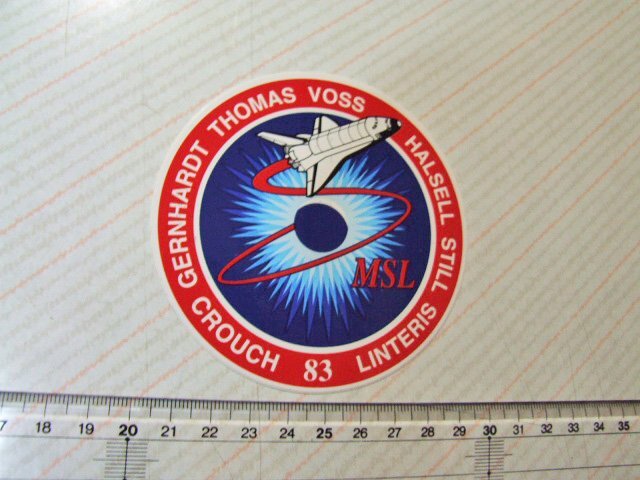 GERNHARDT THOMAS VOSS HALSELL STILL LINTERIS 83 CROUCH
MSL
17 18 19 20 21 22 23 24 25 26 27 28 29 30 31 32 33 34 35